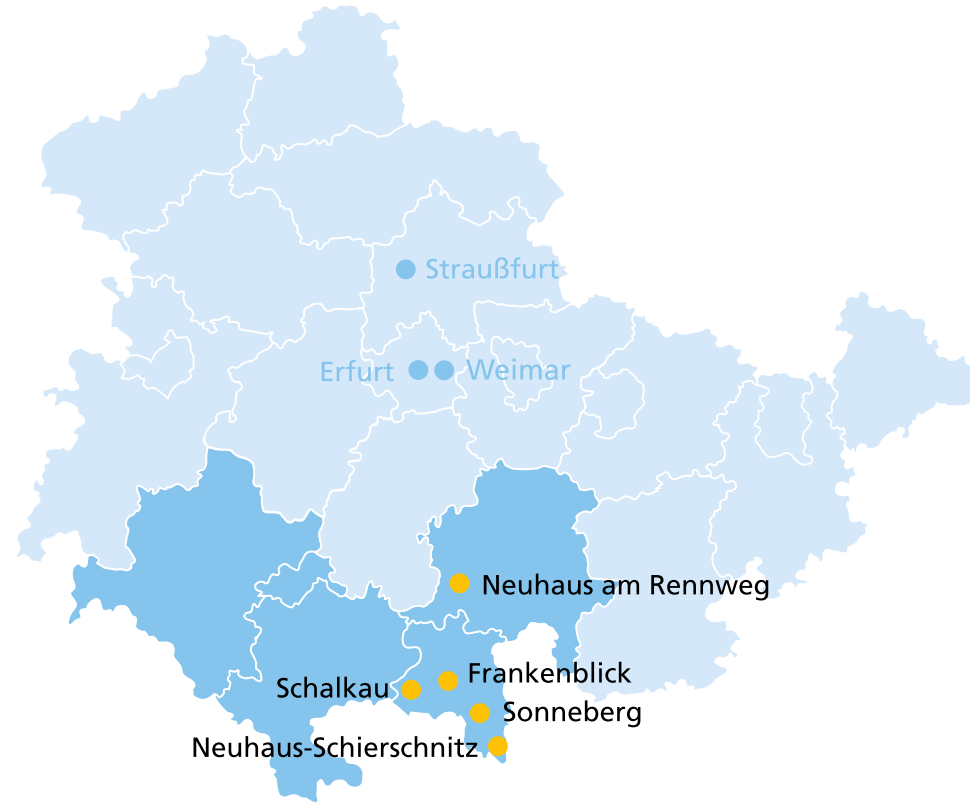 Straußfurt
Erfurt
Weimar
Neuhaus am Rennweg
Frankenblick
Schalkau
Sonneberg
Neuhaus-Schierschnitz